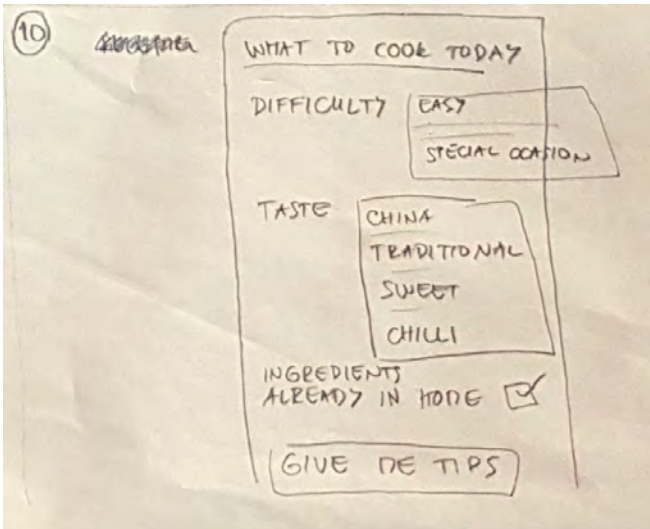 10
WHAT TO COOK TODAY
DIFFICULTY EASY
SPECIAL OCASION
TASTE CHINA
TRADITIONAL
SWEET
CHILLI
INGREDIENTS
ALREADY IN HOME
GIVE ME TIPS